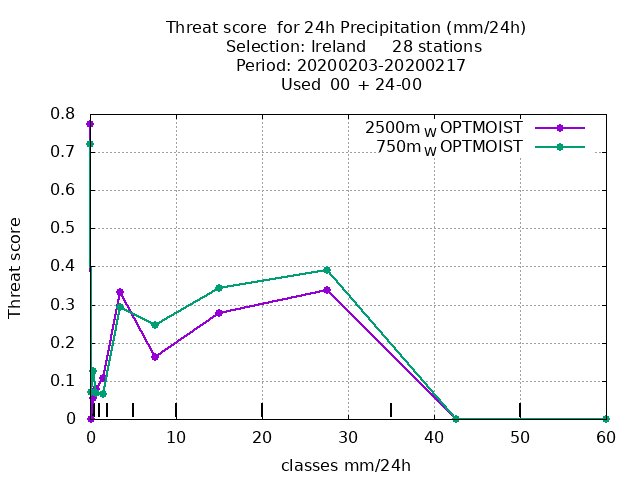 Threat score  for 24h Precipitation (mm/24h)
Selection: Ireland     28 stations
Period: 20200203-20200217
Used  00 + 24-00
2500m W OPTMOIST
750m W OPTMOIST
0.8
0.7
0.6
0.5
0.4
0.3
0.2
0.1
0
Threat score
0 10 20 30 40 50 60
classes mm/24h